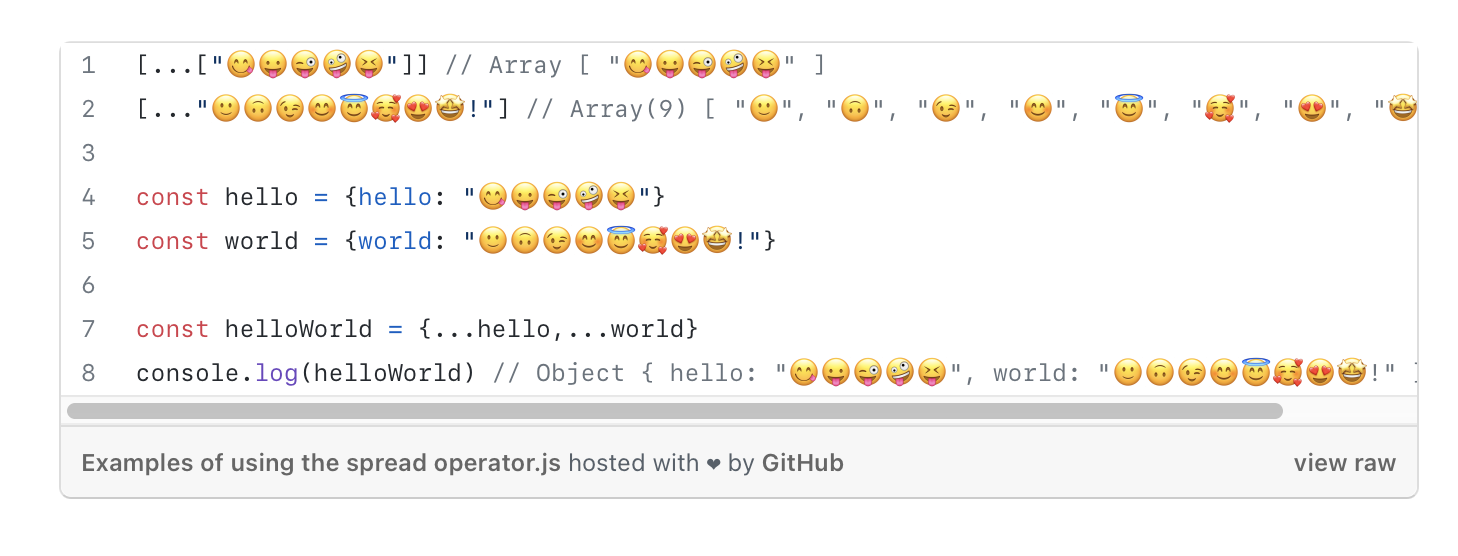 1 [...["😋😛😜🤪😝"]] // Array [ "😋😛😜🤪😝" ]
2 [..."🙂🙃😉😊😇🥰😍🤩!"] // Array(9) [ "🙂", "🙃", "😉", "😊", "😇", "🥰", "😍", "🤩
3
4 const hello = {hello: "😋😛😜🤪😝"}
5 const world = {world: "🙂🙃😉😊😇🥰😍🤩!"}
6
7 const helloWorld = {...hello,...world}
8 console.log(helloWorld) // Object { hello: "😋😛😜🤪😝", world: "🙂🙃😉😊😇🥰😍🤩!"
Examples of using the spread operator.js hosted with ❤ by GitHub view raw